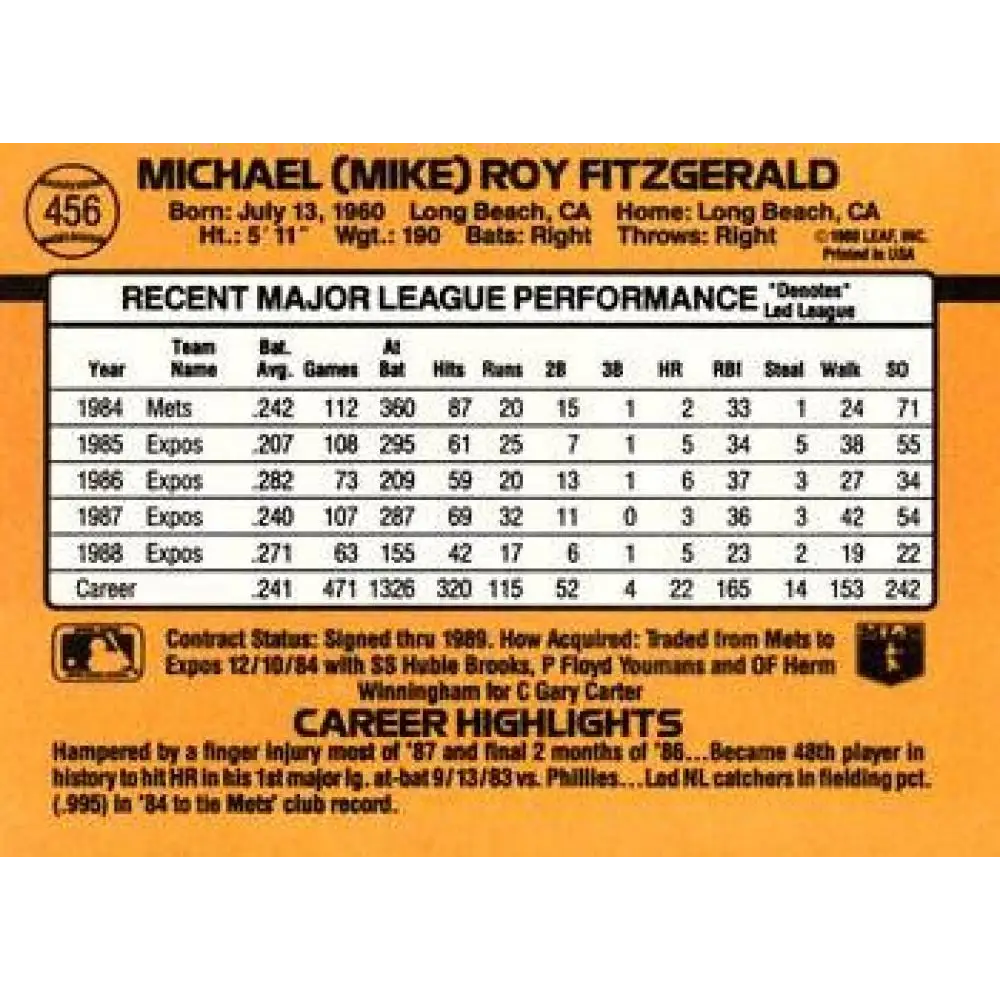 456
MICHAEL (MIKE) ROY FITZGERALD
Born: July 13, 1960 Long Beach, CA Home: Long Beach, CA
Ht.: 5' 11" Wgt.: 190 Bats: Right Throws: Right © 1988 LEAF, INC.
Printed in USA
RECENT MAJOR LEAGUE PERFORMANCE "Denotes"
Led League
Year Team Name Bat. Avg. Games At Bat Hits Runs 2B 3B HR RBI Steal Walk SO
1984 Mets .242 112 360 87 20 15 1 2 33 1 24 71
1985 Expos .207 108 295 61 25 7 1 5 34 5 38 55
1986 Expos .282 73 209 59 20 13 1 6 37 3 27 34
1987 Expos .240 107 287 69 32 11 0 3 36 3 42 54
1988 Expos .271 63 155 42 17 6 1 5 23 2 19 22
Career .241 471 1326 320 115 52 4 22 165 14 153 242
Contract Status: Signed thru 1989. How Acquired: Traded from Mets to
Expos 12/10/84 with SS Hubie Brooks, P Floyd Youmans and OF Herm
Winningham for C Gary Carter
CAREER HIGHLIGHTS
Hampered by a finger injury most of '87 and final 2 months of '86...Became 48th player in
history to hit HR in his 1st major lg. at-bat 9/13/83 vs. Phillies...Led NL catchers in fielding pct.
(.995) in '84 to tie Mets' club record.